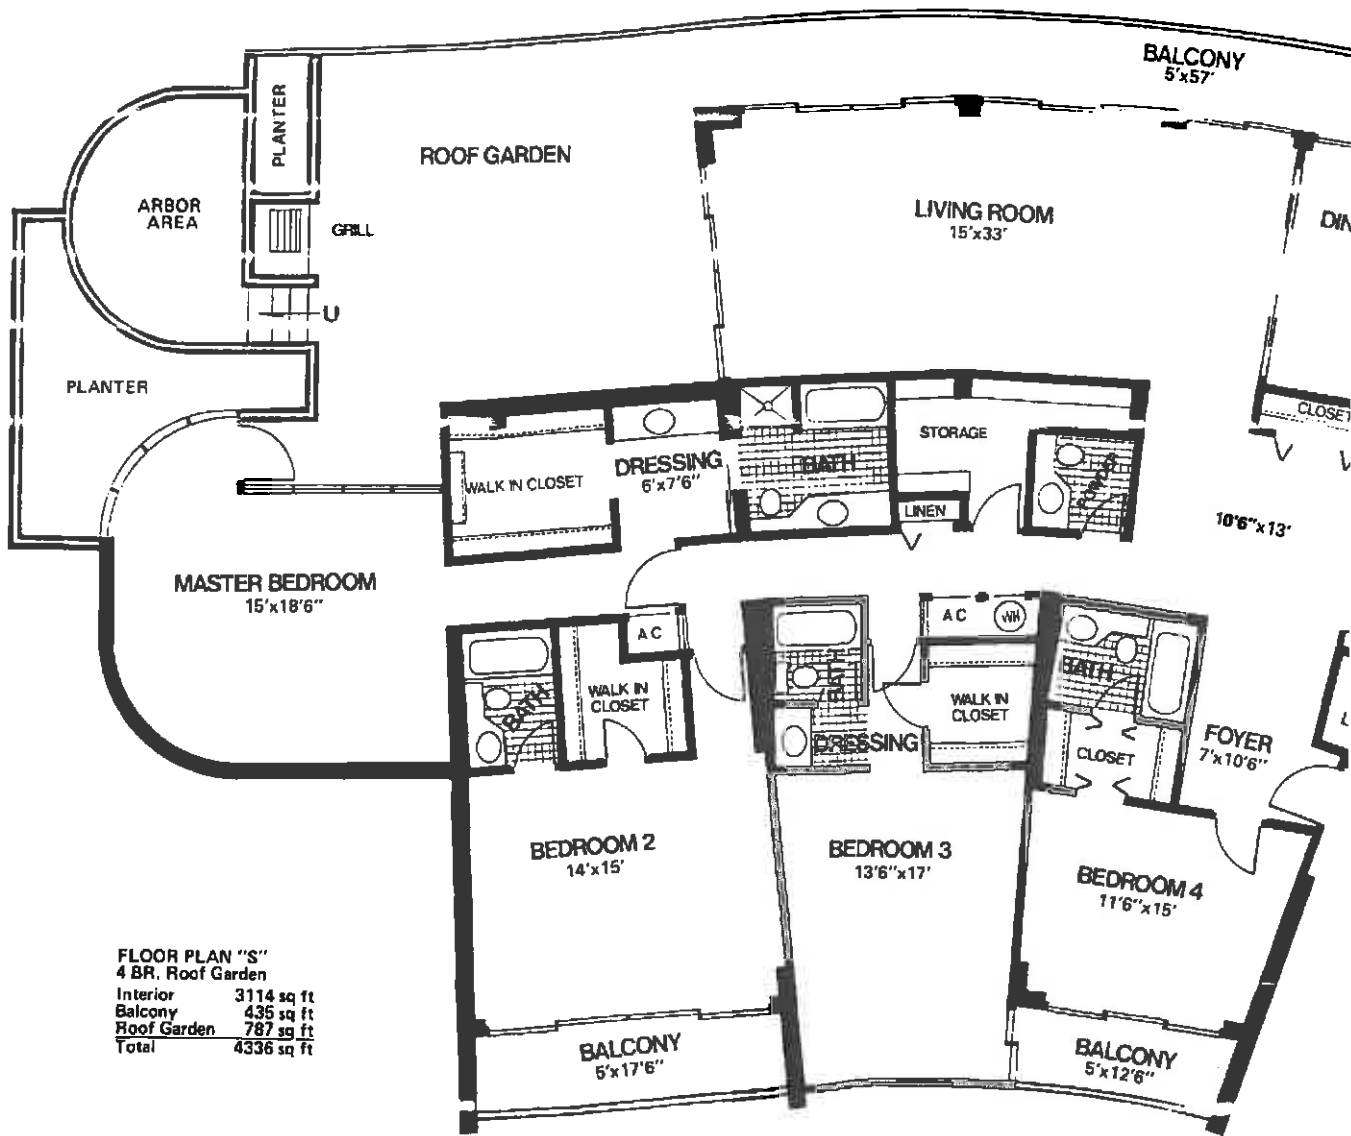 BALCONY
5'x57'
PLANTER
ROOF GARDEN
ARBOR
AREA
GRILL
LIVING ROOM
15'x33'
DIN
U
PLANTER
CLOSET
STORAGE
DRESSING
6'x7'6"
BATH
WALK IN CLOSET
POWDER
LINEN
10'6"x13'
MASTER BEDROOM
15'x18'6"
A C
A C
WH
BATH
WALK IN
CLOSET
BATH
WALK IN
CLOSET
BATH
DRESSING
CLOSET
FOYER
7'x10'6"
L
BEDROOM 2
14'x15'
BEDROOM 3
13'6"x17'
BEDROOM 4
11'6"x15'
FLOOR PLAN "S"
4 BR, Roof Garden
Interior 3114 sq ft
Balcony 435 sq ft
Roof Garden 787 sq ft
Total 4336 sq ft
BALCONY
5'x17'6"
BALCONY
5'x12'6"